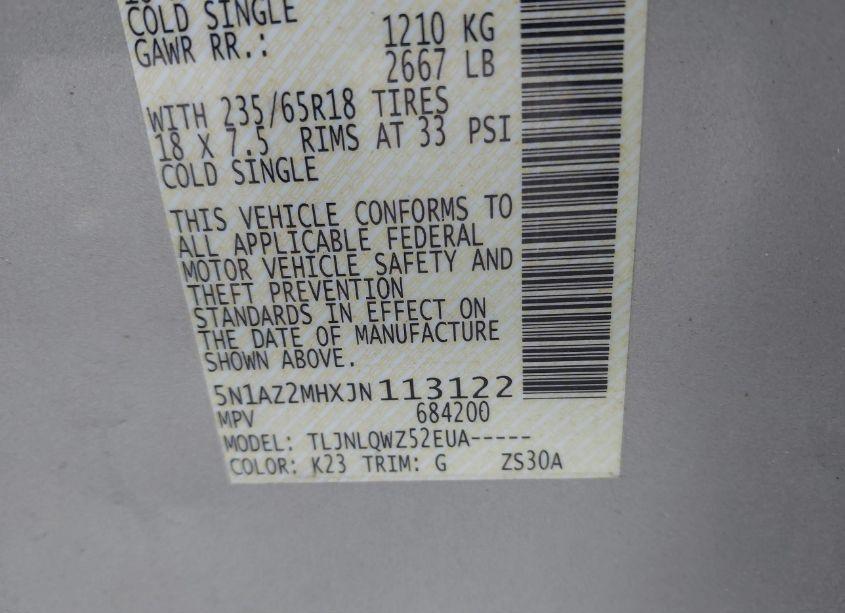 COLD SINGLE
GAWR RR.: 1210 KG
2667 LB
WITH 235/65R18 TIRES
18 X 7.5 RIMS AT 33 PSI
COLD SINGLE
THIS VEHICLE CONFORMS TO
ALL APPLICABLE FEDERAL
MOTOR VEHICLE SAFETY AND
THEFT PREVENTION
STANDARDS IN EFFECT ON
THE DATE OF MANUFACTURE
SHOWN ABOVE.
5N1AZ2MHXJN113122
MPV 684200
MODEL: TLJNLQWZ52EUA-----
COLOR: K23 TRIM: G ZS30A